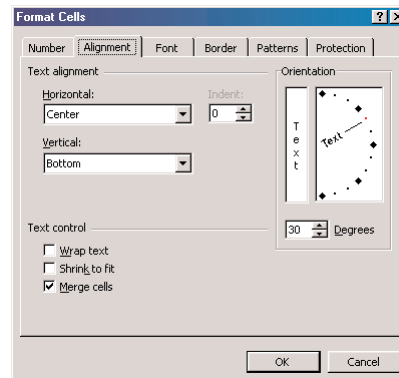 Format Cells
Number Alignment Font Border Patterns Protection
Text alignment
Orientation
Horizontal:
Indent:
Center
0
Vertical:
Bottom
Text
Text
30 Degrees
Text control
Wrap text
Shrink to fit
Merge cells
OK Cancel